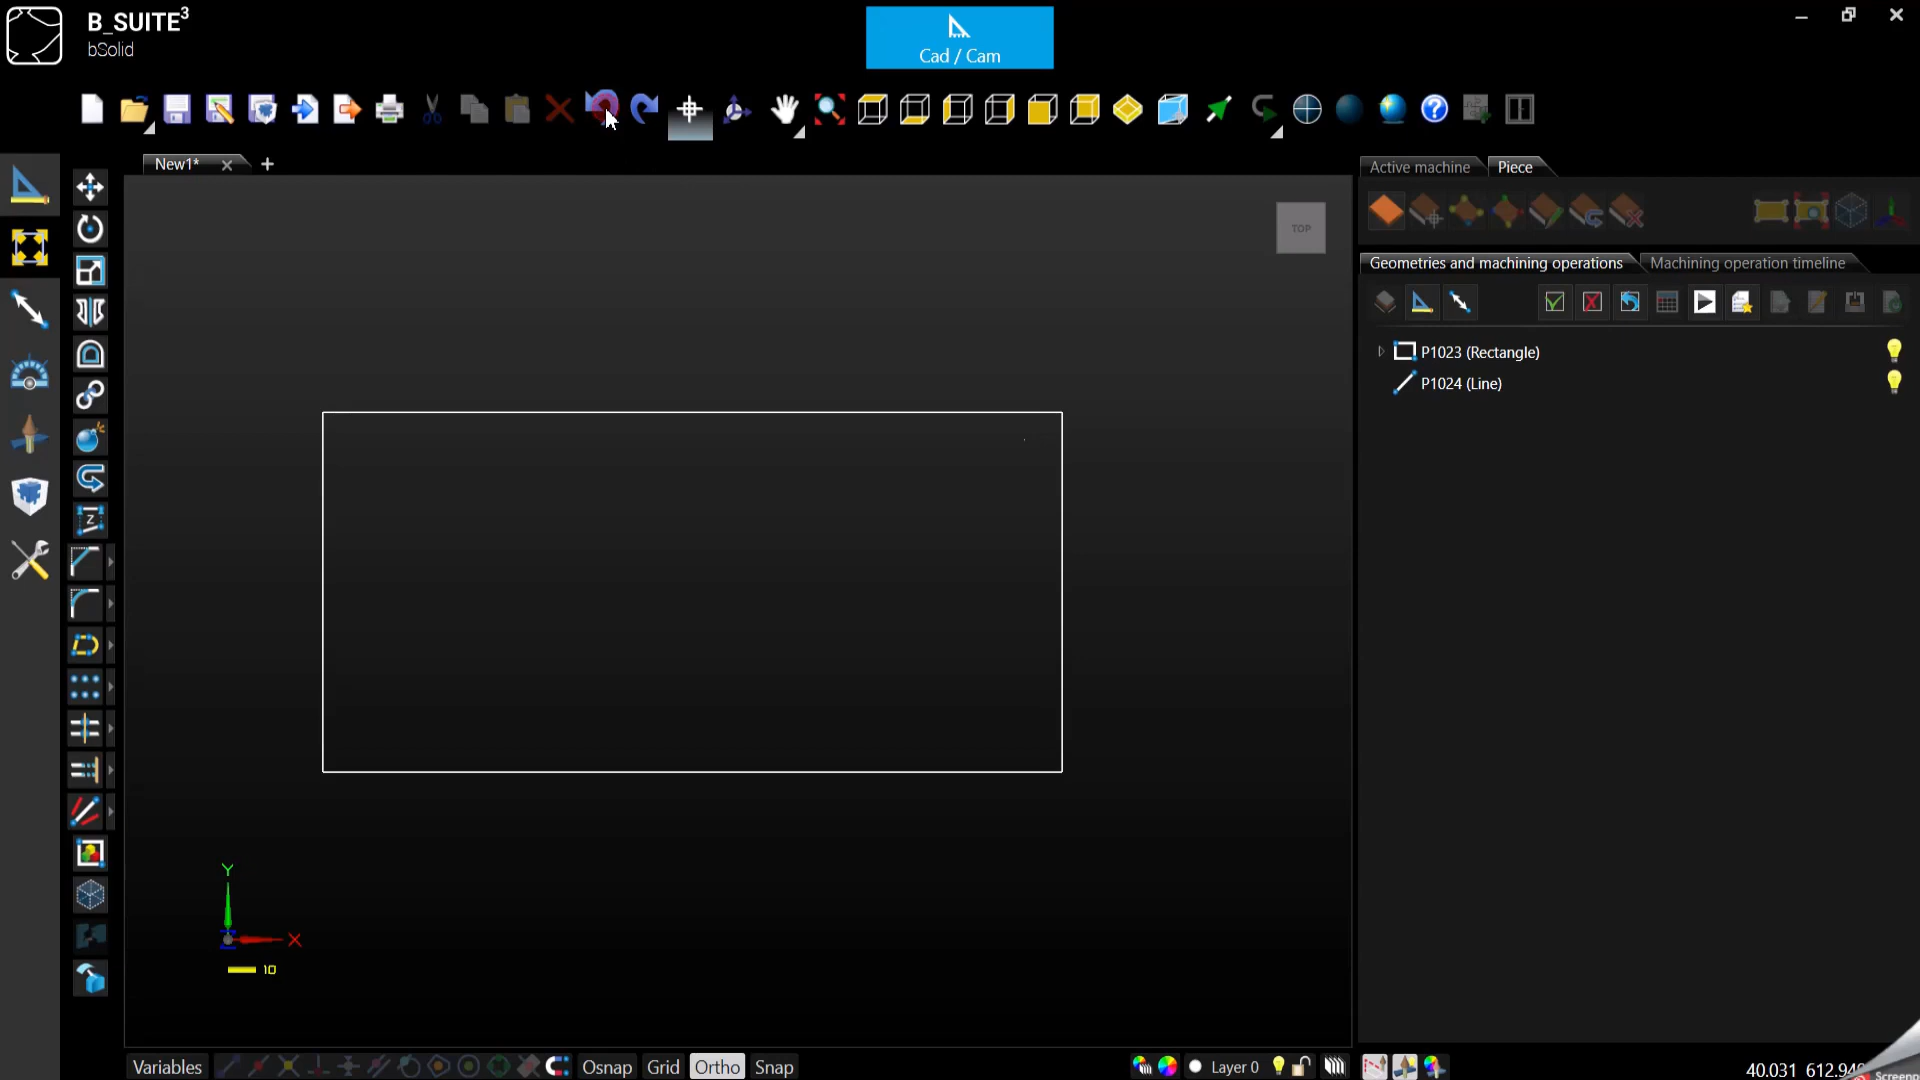 B_SUITE³
bSolid
Cad / Cam
New1*
TOP
Active machine
Piece
Geometries and machining operations
Machining operation timeline
P1023 (Rectangle)
P1024 (Line)
Z
Y
X
10
Variables
Osnap
Grid
Ortho
Snap
Layer 0
40.031